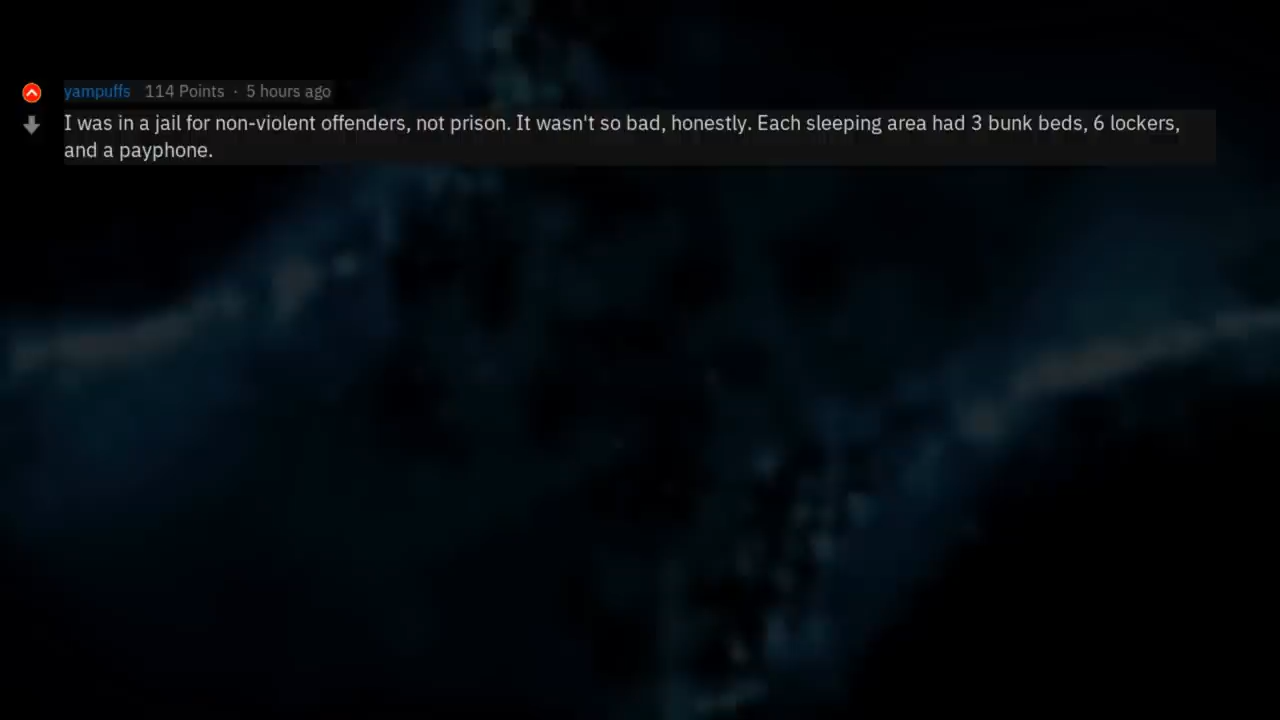 yampuffs 114 Points · 5 hours ago
I was in a jail for non-violent offenders, not prison. It wasn't so bad, honestly. Each sleeping area had 3 bunk beds, 6 lockers,
and a payphone.